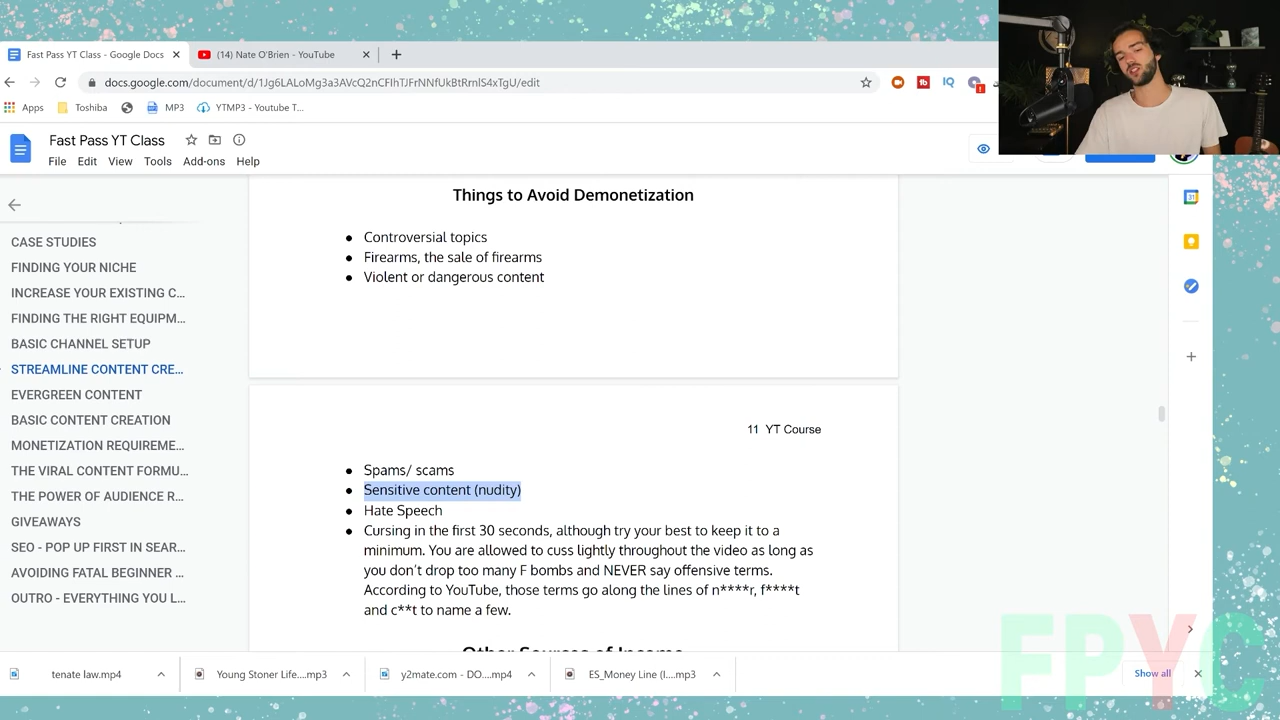 Fast Pass YT Class - Google Docs
(14) Nate O'Brien - YouTube
Apps
Toshiba
MP3
YTMP3 - Youtube T...
Fast Pass YT Class
File Edit View Tools Add-ons Help
CASE STUDIES
FINDING YOUR NICHE
INCREASE YOUR EXISTING C...
FINDING THE RIGHT EQUIPM...
BASIC CHANNEL SETUP
STREAMLINE CONTENT CRE...
EVERGREEN CONTENT
BASIC CONTENT CREATION
MONETIZATION REQUIREME...
THE VIRAL CONTENT FORMU...
THE POWER OF AUDIENCE R...
GIVEAWAYS
SEO - POP UP FIRST IN SEAR...
AVOIDING FATAL BEGINNER ...
OUTRO - EVERYTHING YOU L...
Things to Avoid Demonetization
Controversial topics
Firearms, the sale of firearms
Violent or dangerous content
11 YT Course
Spams/ scams
Sensitive content (nudity)
Hate Speech
Cursing in the first 30 seconds, although try your best to keep it to a
minimum. You are allowed to cuss lightly throughout the video as long as
you don't drop too many F bombs and NEVER say offensive terms.
According to YouTube, those terms go along the lines of n****r, f****t
and c**t to name a few.
Other Sources of Income
tenate law.mp4
Young Stoner Life....mp3
y2mate.com - DO....mp4
ES_Money Line (I....mp3
Show all
FPYC